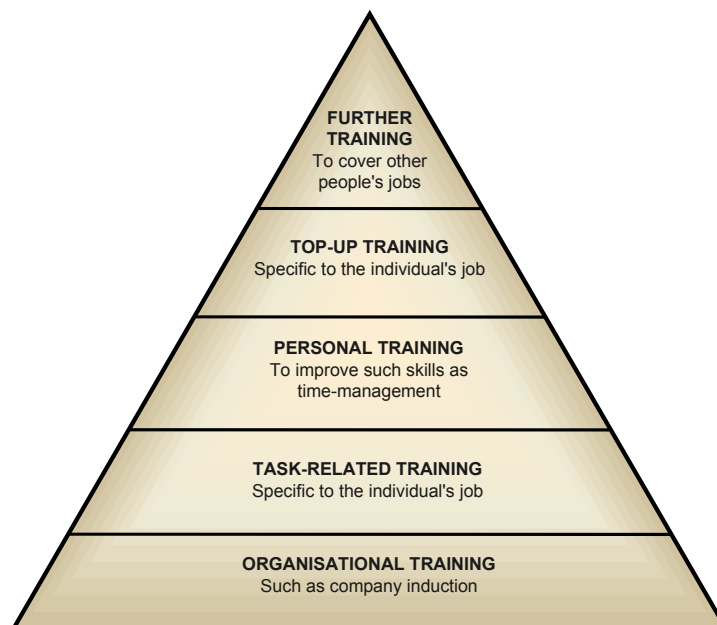 FURTHER
TRAINING
To cover other
people's jobs
TOP-UP TRAINING
Specific to the individual's job
PERSONAL TRAINING
To improve such skills as
time-management
TASK-RELATED TRAINING
Specific to the individual's job
ORGANISATIONAL TRAINING
Such as company induction